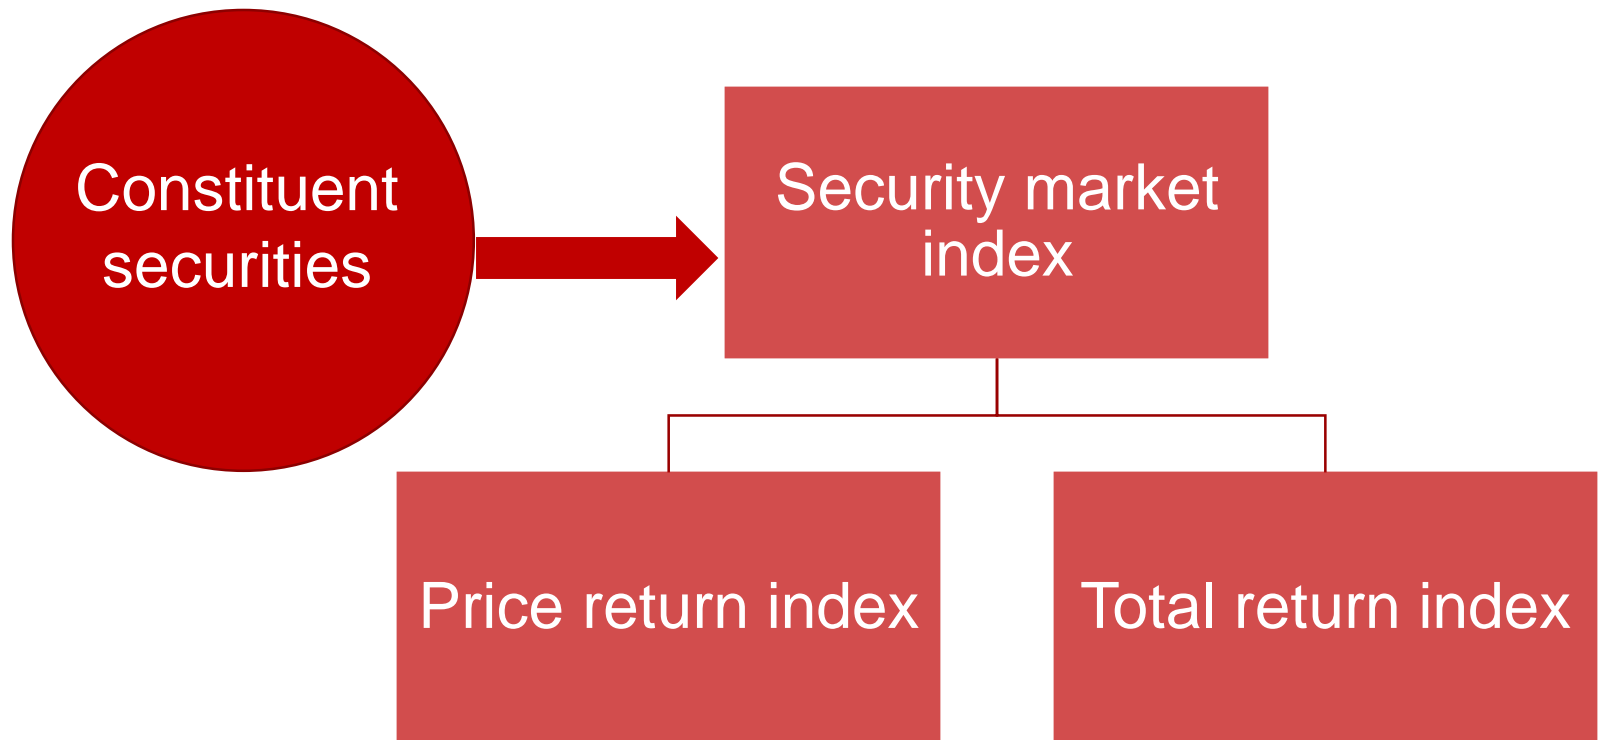 Constituent
securities
Security market
index
Price return index
Total return index